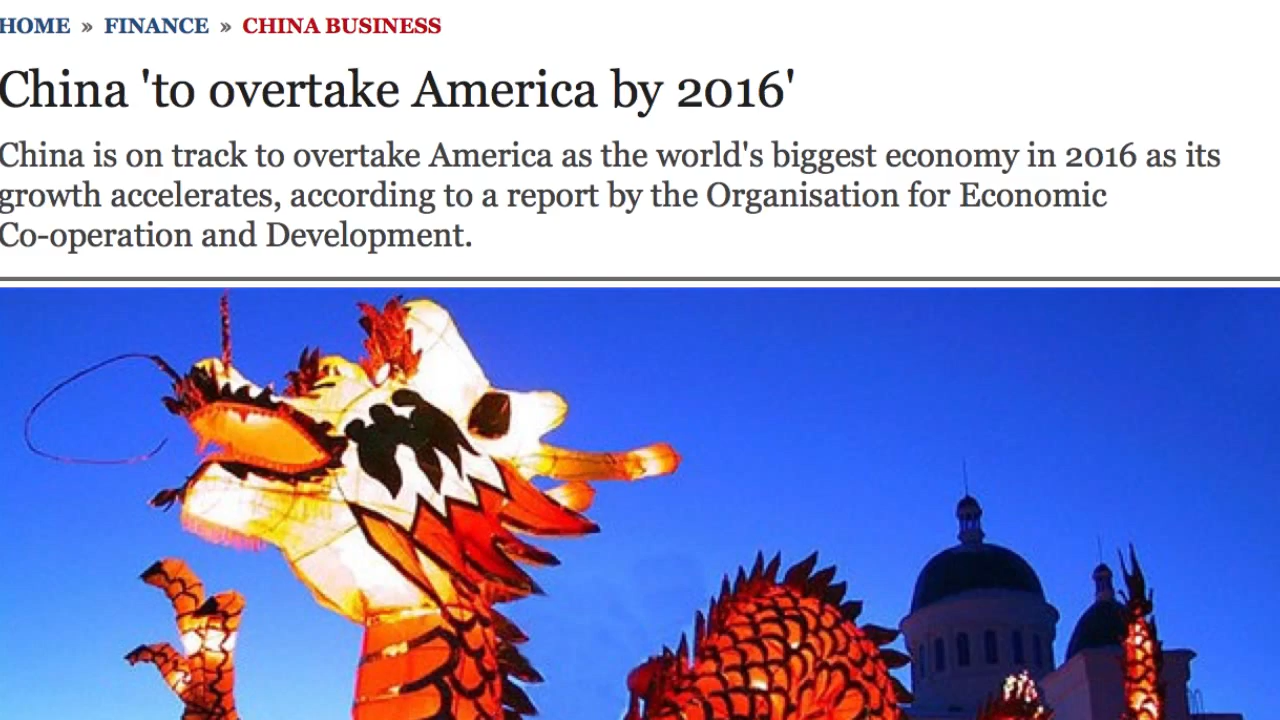 HOME » FINANCE » CHINA BUSINESS
China 'to overtake America by 2016'
China is on track to overtake America as the world's biggest economy in 2016 as its
growth accelerates, according to a report by the Organisation for Economic
Co-operation and Development.